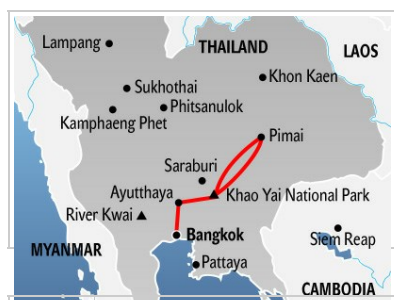 Lampang
THAILAND
LAOS
Khon Kaen
Sukhothai
Phitsanulok
Kamphaeng Phet
Pimai
Saraburi
Ayutthaya
Khao Yai National Park
River Kwai
Bangkok
Siem Reap
MYANMAR
Pattaya
CAMBODIA